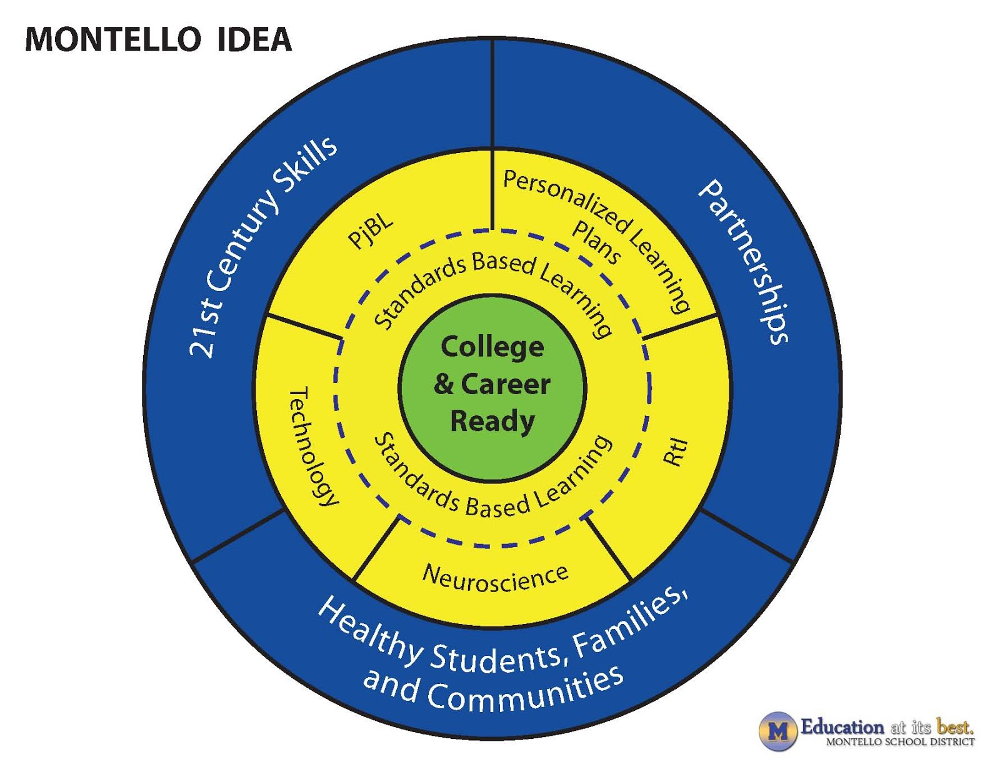 MONTELLO IDEA
21st Century Skills
Partnerships
Healthy Students, Families,
and Communities
PjBL
Personalized Learning
Plans
Technology
RtI
Neuroscience
Standards Based Learning
Standards Based Learning
College
& Career
Ready
M
Education at its best.
MONTELLO SCHOOL DISTRICT